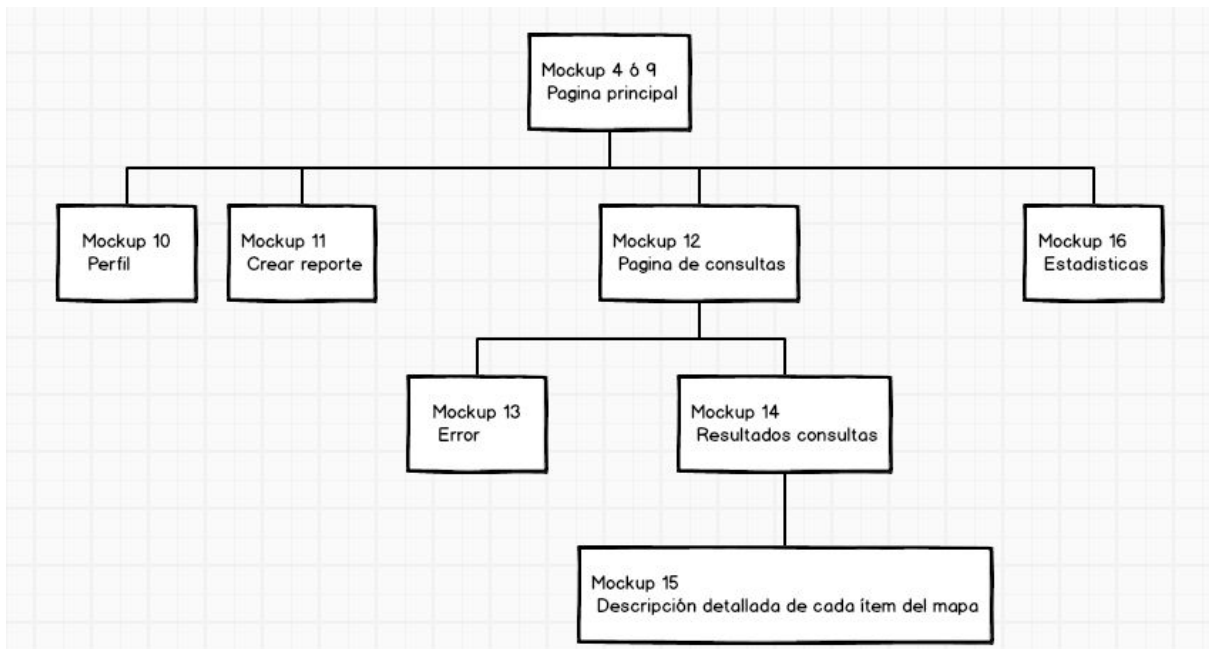 Mockup 4 ó 9
Pagina principal
Mockup 10
Perfil
Mockup 11
Crear reporte
Mockup 12
Pagina de consultas
Mockup 16
Estadisticas
Mockup 13
Error
Mockup 14
Resultados consultas
Mockup 15
Descripción detallada de cada ítem del mapa